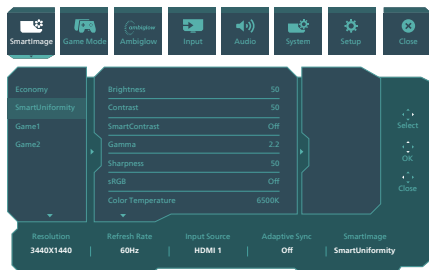 SmartImage
Game Mode
ambiglow
Ambiglow
Input
Audio
System
Setup
Close
Economy
SmartUniformity
Game1
Game2
Brightness 50
Contrast 50
SmartContrast Off
Gamma 2.2
Sharpness 50
sRGB Off
Color Temperature 6500K
Select
OK
Close
Resolution Refresh Rate Input Source Adaptive Sync SmartImage
3440X1440 60Hz HDMI 1 Off SmartUniformity